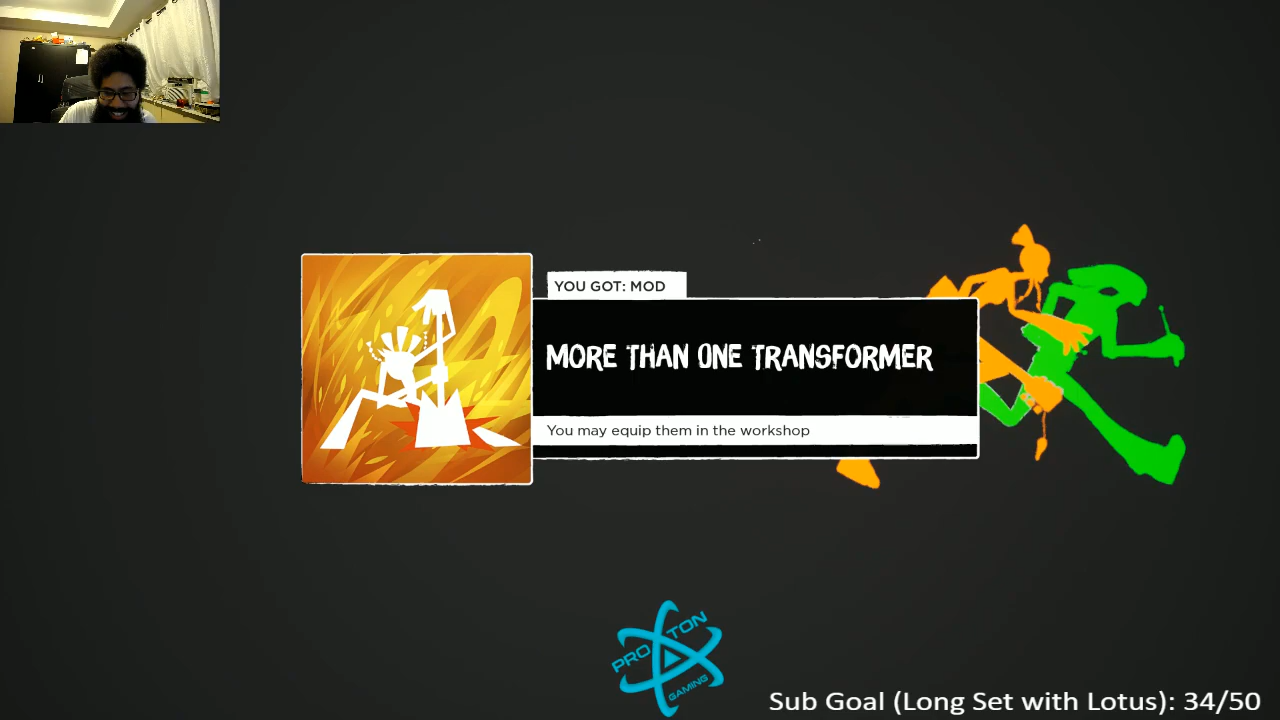 YOU GOT: MOD
MORE THAN ONE TRANSFORMER
You may equip them in the workshop
PROTON
GAMING
Sub Goal (Long Set with Lotus): 34/50